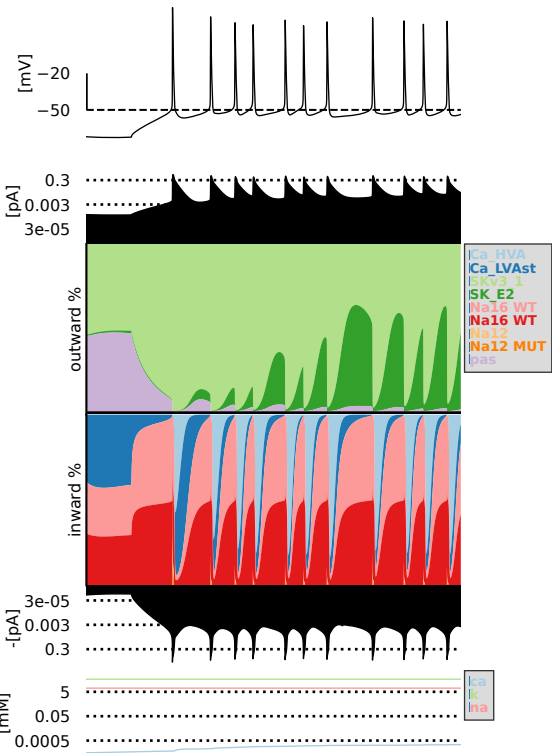 [mV]
−20
−50
[pA]
0.3
0.003
3e-05
outward %
Ca_HVA
Ca_LVAst
SKv3_1
SK_E2
Na16 WT
Na16 WT
Na12
Na12 MUT
pas
inward %
-[pA]
3e-05
0.003
0.3
[mM]
5
0.05
0.0005
ca
k
na